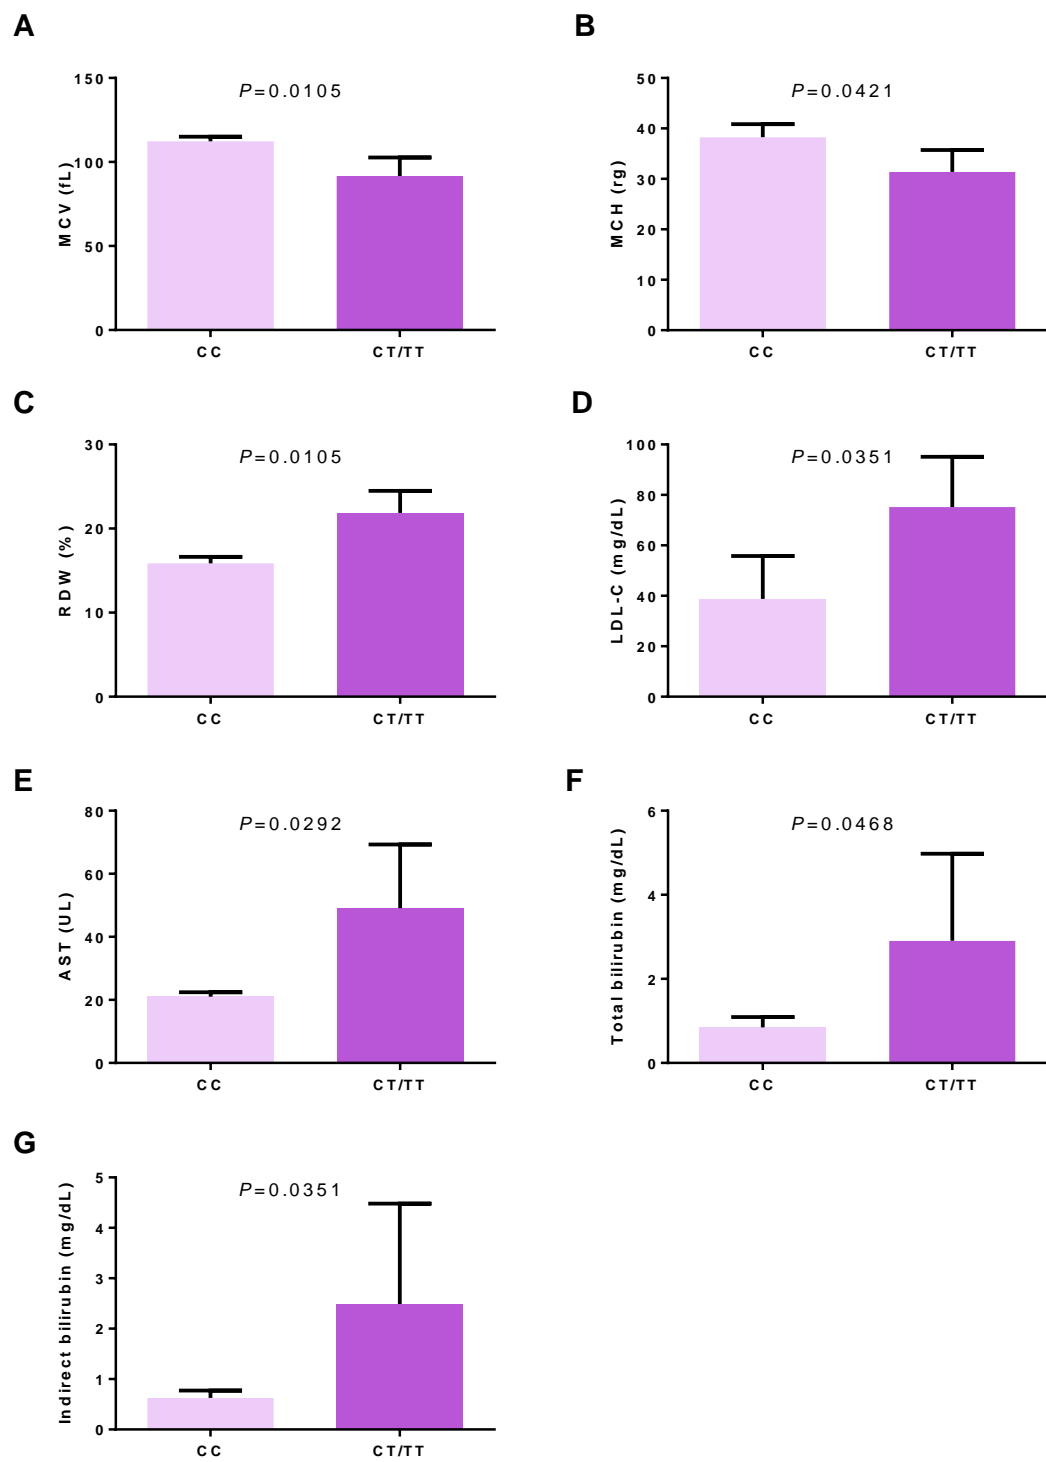 A
MCV (fL)
150
100
50
0
P=0.0105
CC
CT/TT
B
MCH (rg)
50
40
30
20
10
0
P=0.0421
CC
CT/TT
C
RDW (%)
30
20
10
0
P=0.0105
CC
CT/TT
D
LDL-C (mg/dL)
100
80
60
40
20
0
P=0.0351
CC
CT/TT
E
AST (UL)
80
60
40
20
0
P=0.0292
CC
CT/TT
F
Total bilirubin (mg/dL)
6
4
2
0
P=0.0468
CC
CT/TT
G
Indirect bilirubin (mg/dL)
5
4
3
2
1
0
P=0.0351
CC
CT/TT